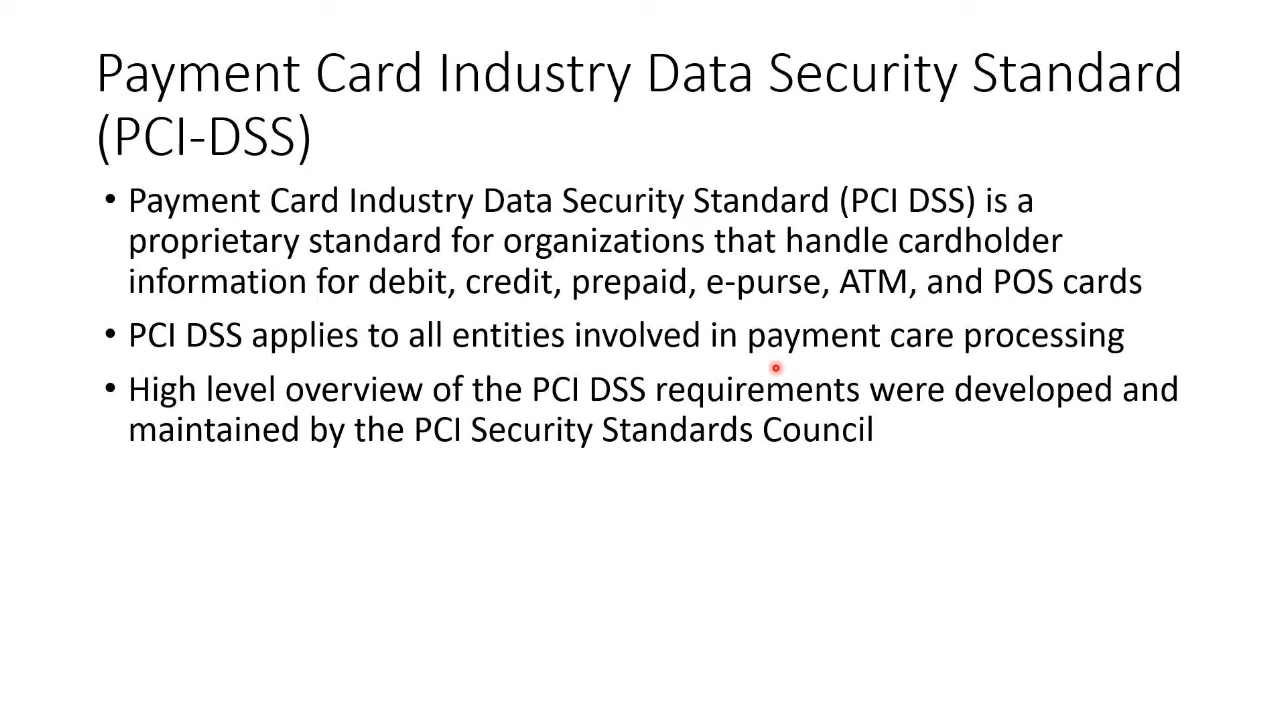 Payment Card Industry Data Security Standard
(PCI-DSS)
• Payment Card Industry Data Security Standard (PCI DSS) is a
proprietary standard for organizations that handle cardholder
information for debit, credit, prepaid, e-purse, ATM, and POS cards
• PCI DSS applies to all entities involved in payment care processing
• High level overview of the PCI DSS requirements were developed and
maintained by the PCI Security Standards Council